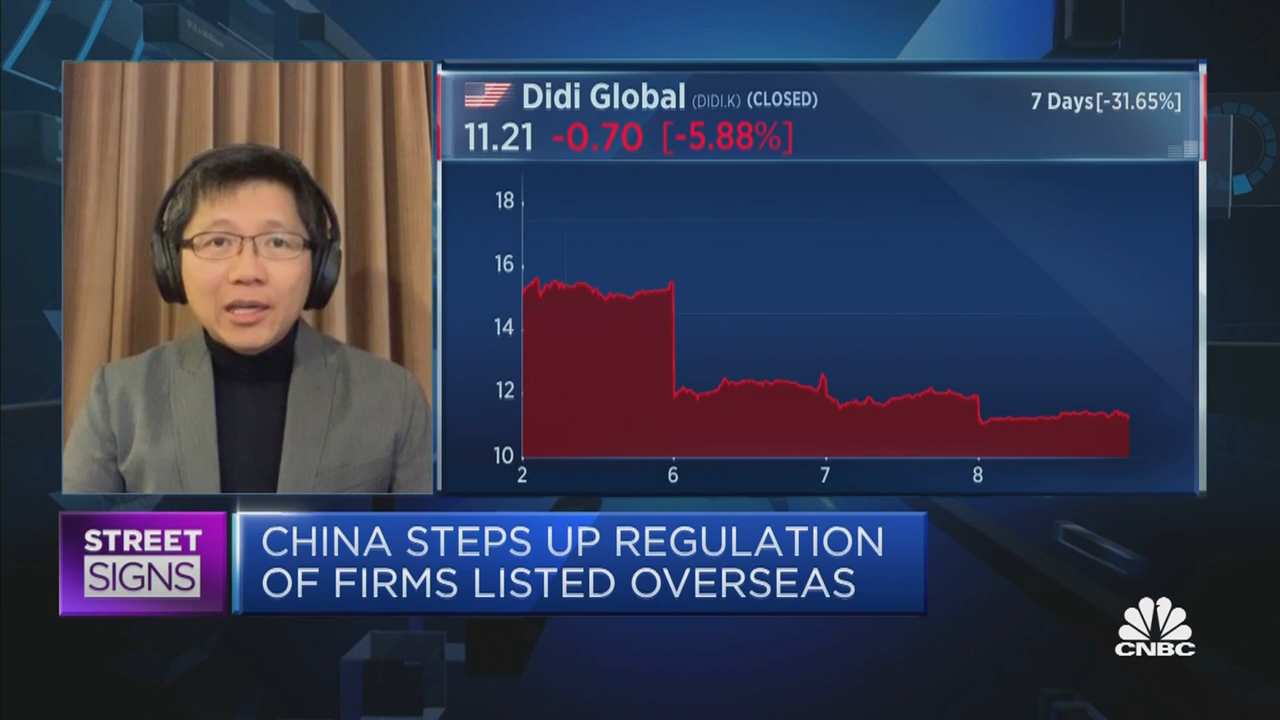 Didi Global (DIDI.K) (CLOSED) 7 Days[-31.65%]
11.21 -0.70 [-5.88%]
18
16
14
12
10
2 6 7 8
STREET SIGNS
CHINA STEPS UP REGULATION
OF FIRMS LISTED OVERSEAS
CNBC